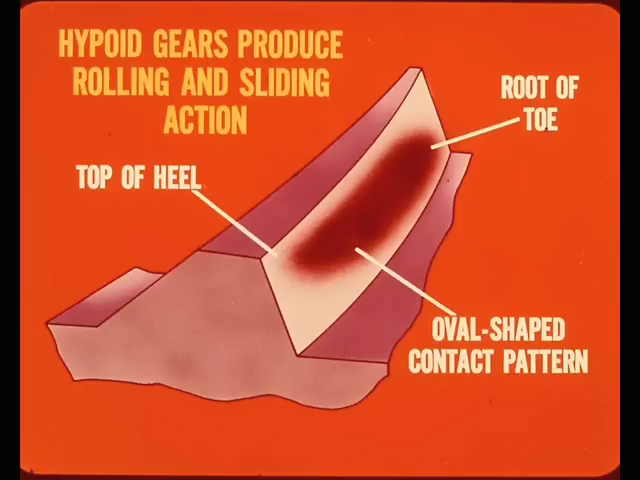 HYPOID GEARS PRODUCE
ROLLING AND SLIDING
ACTION
ROOT OF
TOE
TOP OF HEEL
OVAL-SHAPED
CONTACT PATTERN